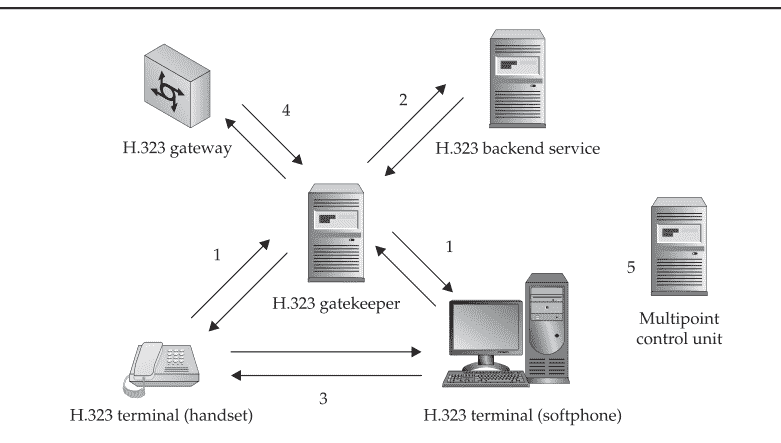 2
4
H.323 gateway
H.323 backend service
1
1
H.323 gatekeeper
5
Multipoint
control unit
3
H.323 terminal (handset)
H.323 terminal (softphone)